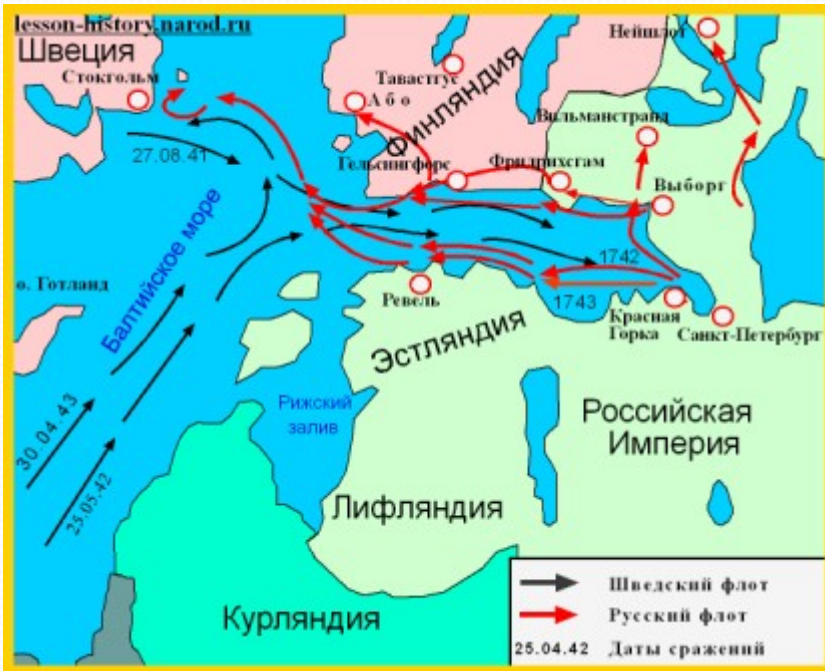 lesson-history.narod.ru
Швеция
Стокгольм
Нейшлот
Тавастгус
Або
Финляндия
Вильманстранд
27.08.41
Гельсингфорс
Фридрихсгам
Выборг
Балтийское море
о. Готланд
1742
1743
Ревель
Красная
Горка
Санкт-Петербург
Эстляндия
Рижский
залив
Российская
Империя
30.04.43
25.05.42
Лифляндия
Курляндия
Шведский флот
Русский флот
25.04.42 Даты сражений